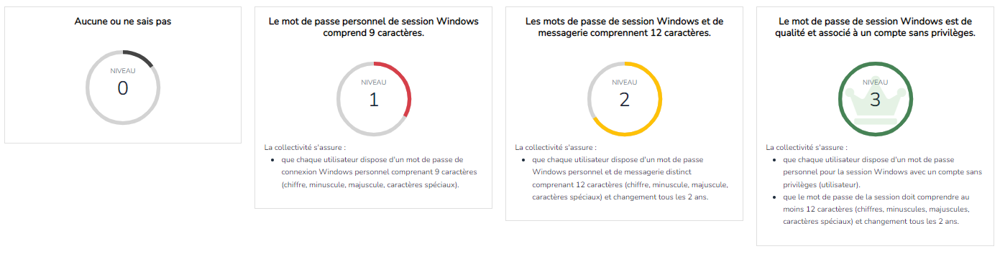 Aucune ou ne sais pas
NIVEAU
0
Le mot de passe personnel de session Windows
comprend 9 caractères.
NIVEAU
1
La collectivité s'assure :
que chaque utilisateur dispose d'un mot de passe de
connexion Windows personnel comprenant 9 caractères
(chiffre, minuscule, majuscule, caractères spéciaux).
Les mots de passe de session Windows et de
messagerie comprennent 12 caractères.
NIVEAU
2
La collectivité s'assure :
que chaque utilisateur dispose d'un mot de passe
Windows personnel et de messagerie distinct
comprenant 12 caractères (chiffre, minuscule, majuscule,
caractères spéciaux) et changement tous les 2 ans.
Le mot de passe de session Windows est de
qualité et associé à un compte sans privilèges.
NIVEAU
3
La collectivité s'assure :
que chaque utilisateur dispose d'un mot de passe
personnel pour la session Windows avec un compte sans
privilèges (utilisateur).
que le mot de passe de la session doit comprendre au
moins 12 caractères (chiffres, minuscules, majuscules,
caractères spéciaux) et changement tous les 2 ans.